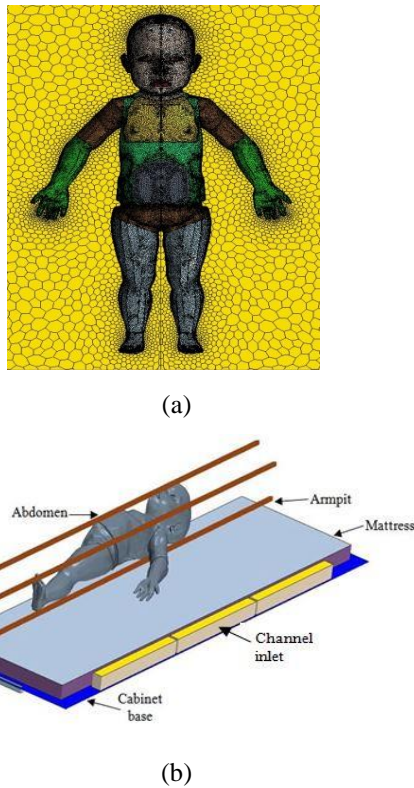 (a)
Abdomen
Armpit
Mattress
Channel
inlet
Cabinet
base
(b)